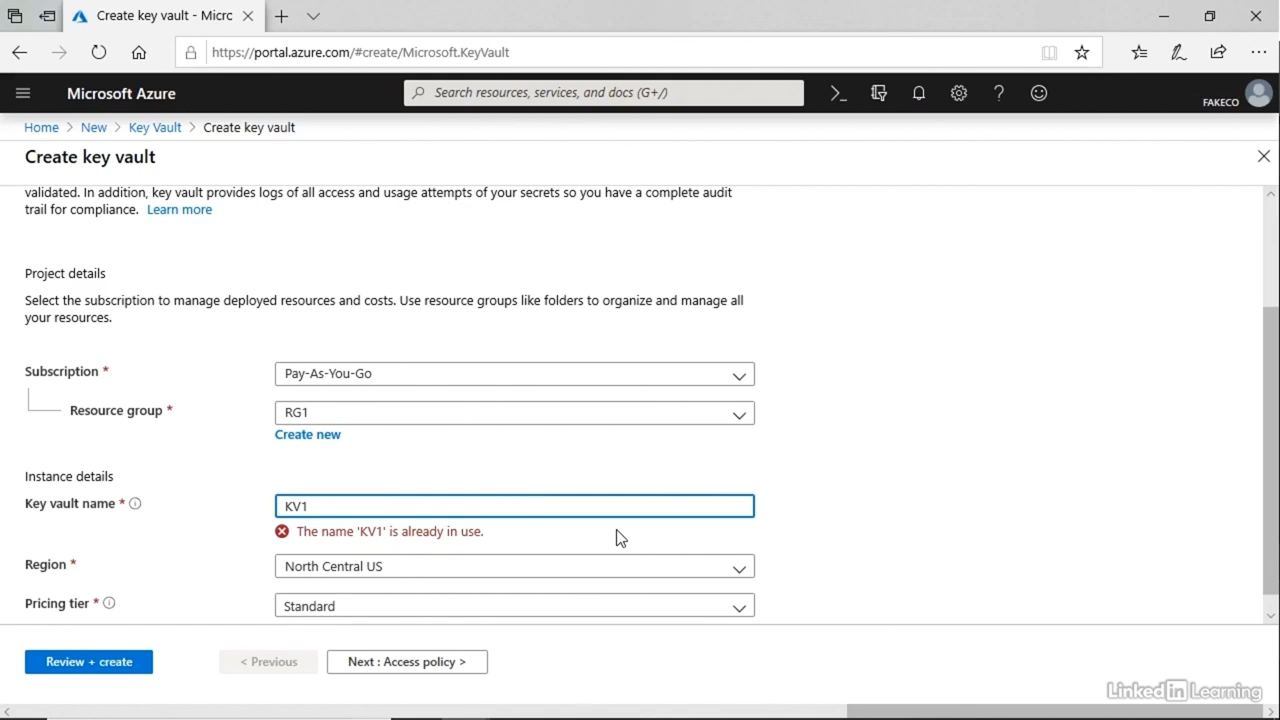 Create key vault - Micrc
https://portal.azure.com/#create/Microsoft.KeyVault
Microsoft Azure
Search resources, services, and docs (G+/)
FAKECO
Home > New > Key Vault > Create key vault
Create key vault
validated. In addition, key vault provides logs of all access and usage attempts of your secrets so you have a complete audit
trail for compliance. Learn more
Project details
Select the subscription to manage deployed resources and costs. Use resource groups like folders to organize and manage all
your resources.
Subscription *
Pay-As-You-Go
Resource group *
RG1
Create new
Instance details
Key vault name *
KV1
The name 'KV1' is already in use.
Region *
North Central US
Pricing tier *
Standard
Review + create
< Previous
Next : Access policy >
Linked in Learning